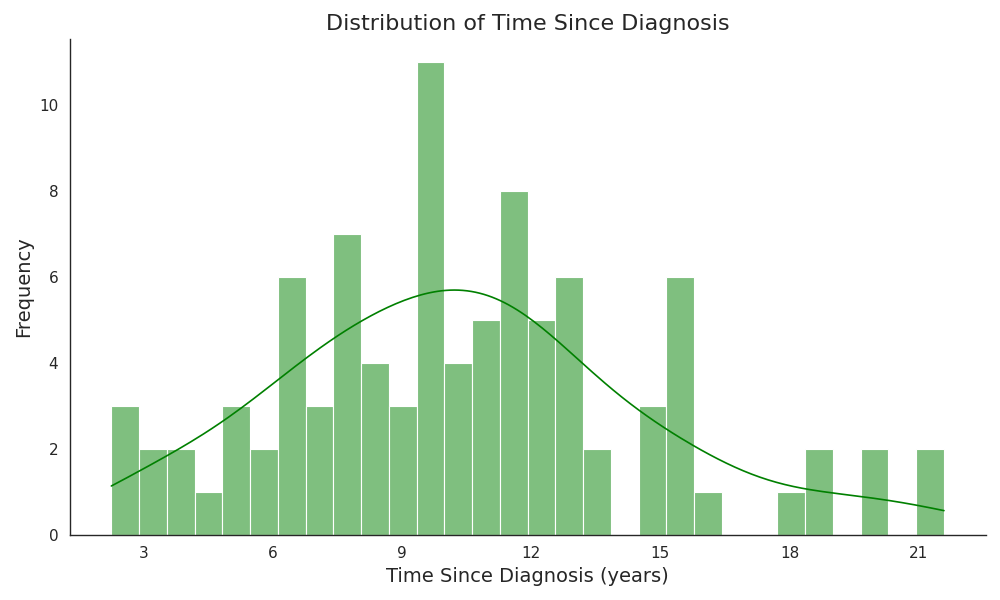 Distribution of Time Since Diagnosis
Frequency
10
8
6
4
2
0
3 6 9 12 15 18 21
Time Since Diagnosis (years)